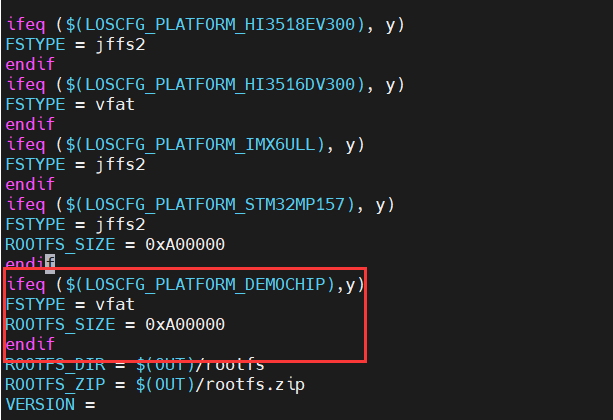 ifeq ($(LOSCFG_PLATFORM_HI3518EV300), y)
FSTYPE = jffs2
endif
ifeq ($(LOSCFG_PLATFORM_HI3516DV300), y)
FSTYPE = vfat
endif
ifeq ($(LOSCFG_PLATFORM_IMX6ULL), y)
FSTYPE = jffs2
endif
ifeq ($(LOSCFG_PLATFORM_STM32MP157), y)
FSTYPE = jffs2
ROOTFS_SIZE = 0xA00000
endif
ifeq ($(LOSCFG_PLATFORM_DEMOCHIP),y)
FSTYPE = vfat
ROOTFS_SIZE = 0xA00000
endif
ROOTFS_DIR = $(OUT)/rootfs
ROOTFS_ZIP = $(OUT)/rootfs.zip
VERSION =